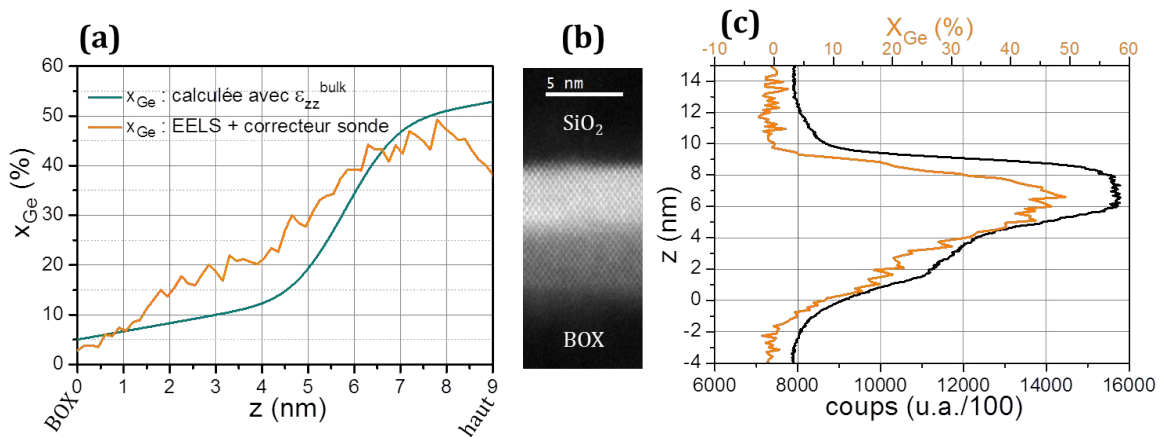 (a)
x_Ge : calculée avec ε_zz^bulk
x_Ge : EELS + correcteur sonde
x_Ge (%)
60
50
40
30
20
10
0
0 1 2 3 4 5 6 7 8 9
BOX
z (nm)
haut
(b)
5 nm
SiO₂
BOX
(c)
X_Ge (%)
-10 0 10 20 30 40 50 60
z (nm)
14
12
10
8
6
4
2
0
-2
-4
6000 8000 10000 12000 14000 16000
coups (u.a./100)